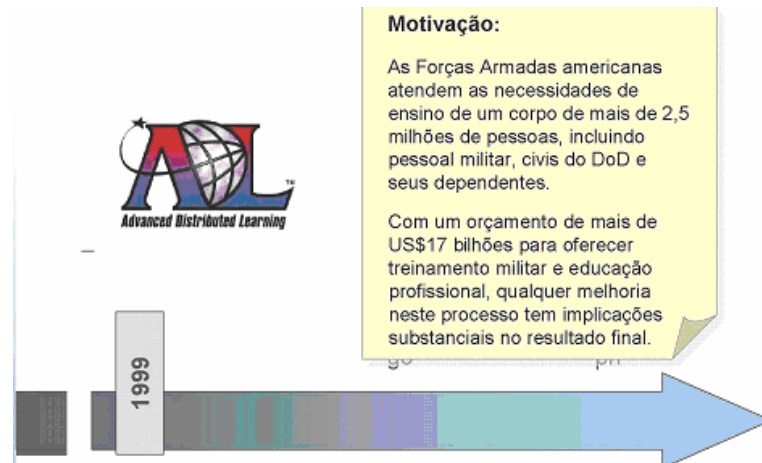 Motivação:
As Forças Armadas americanas
atendem as necessidades de
ensino de um corpo de mais de 2,5
milhões de pessoas, incluindo
pessoal militar, civis do DoD e
seus dependentes.
Com um orçamento de mais de
US$17 bilhões para oferecer
treinamento militar e educação
profissional, qualquer melhoria
neste processo tem implicações
substanciais no resultado final.
ADL
TM
Advanced Distributed Learning
1999